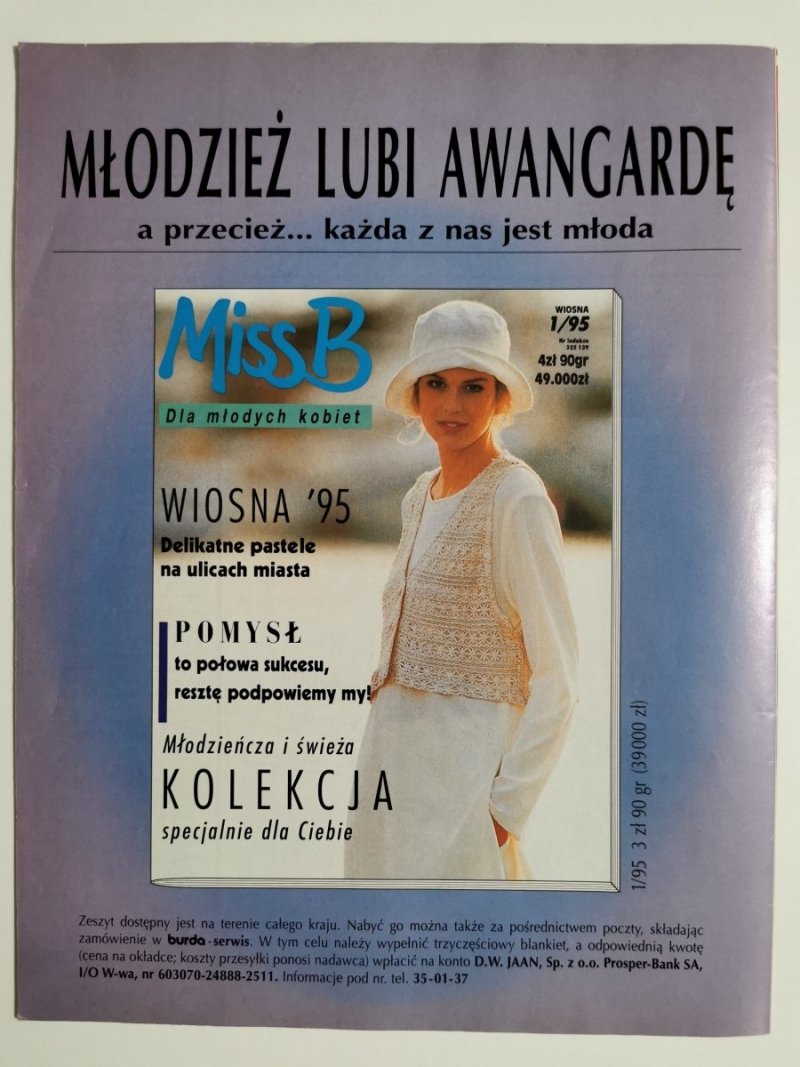 MŁODZIEŻ LUBI AWANGARDĘ
a przecież... każda z nas jest młoda
Miss B
Dla młodych kobiet
WIOSNA
1/95
Nr indeksu
325 139
4zł 90gr
49.000zł
WIOSNA '95
Delikatne pastele
na ulicach miasta
POMYSŁ
to połowa sukcesu,
resztę podpowiemy my!
Młodzieńcza i świeża
KOLEKCJA
specjalnie dla Ciebie
1/95 3 zł 90 gr (39000 zł)
Zeszyt dostępny jest na terenie całego kraju. Nabyć go można także za pośrednictwem poczty, składając
zamówienie w burda-serwis. W tym celu należy wypełnić trzyczęściowy blankiet, a odpowiednią kwotę
(cena na okładce; koszty przesyłki ponosi nadawca) wpłacić na konto D.W. JAAN, Sp. z o.o. Prosper-Bank SA,
I/O W-wa, nr 603070-24888-2511. Informacje pod nr. tel. 35-01-37